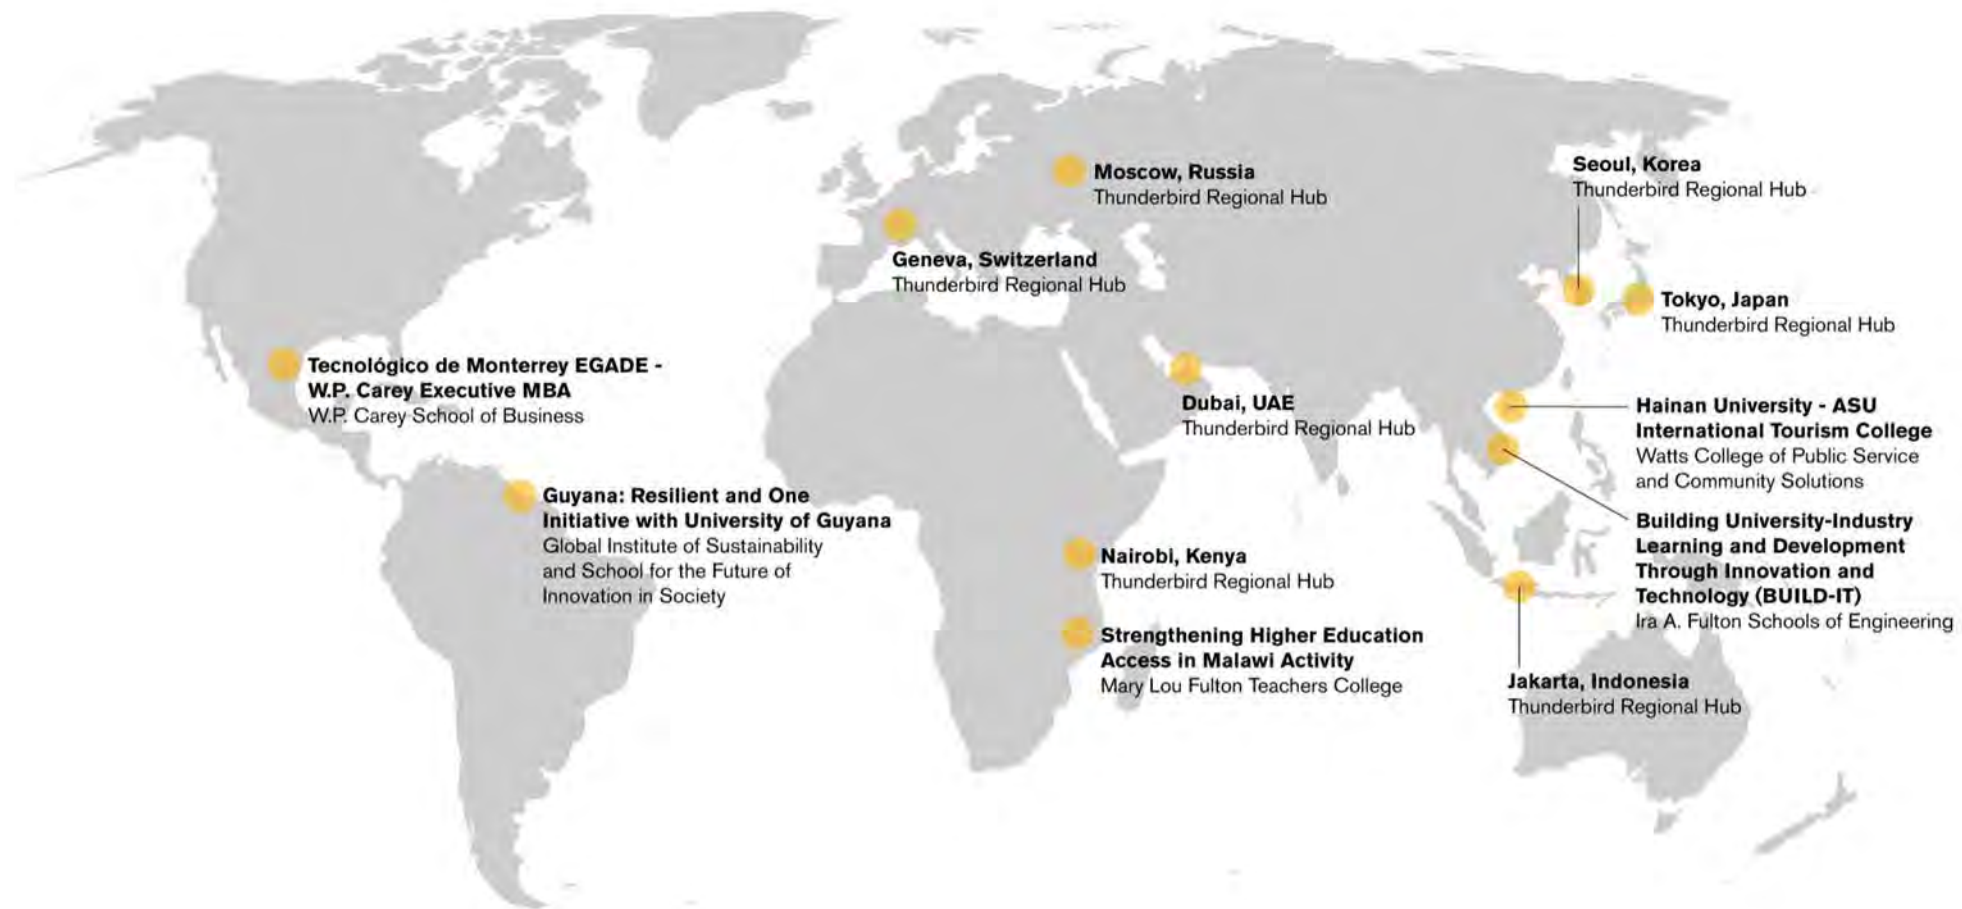 Moscow, Russia
Thunderbird Regional Hub
Seoul, Korea
Thunderbird Regional Hub
Geneva, Switzerland
Thunderbird Regional Hub
Tokyo, Japan
Thunderbird Regional Hub
Tecnológico de Monterrey EGADE -
W.P. Carey Executive MBA
W.P. Carey School of Business
Dubai, UAE
Thunderbird Regional Hub
Hainan University - ASU
International Tourism College
Watts College of Public Service
and Community Solutions
Guyana: Resilient and One
Initiative with University of Guyana
Global Institute of Sustainability
and School for the Future of
Innovation in Society
Building University-Industry
Learning and Development
Through Innovation and
Technology (BUILD-IT)
Ira A. Fulton Schools of Engineering
Nairobi, Kenya
Thunderbird Regional Hub
Strengthening Higher Education
Access in Malawi Activity
Mary Lou Fulton Teachers College
Jakarta, Indonesia
Thunderbird Regional Hub